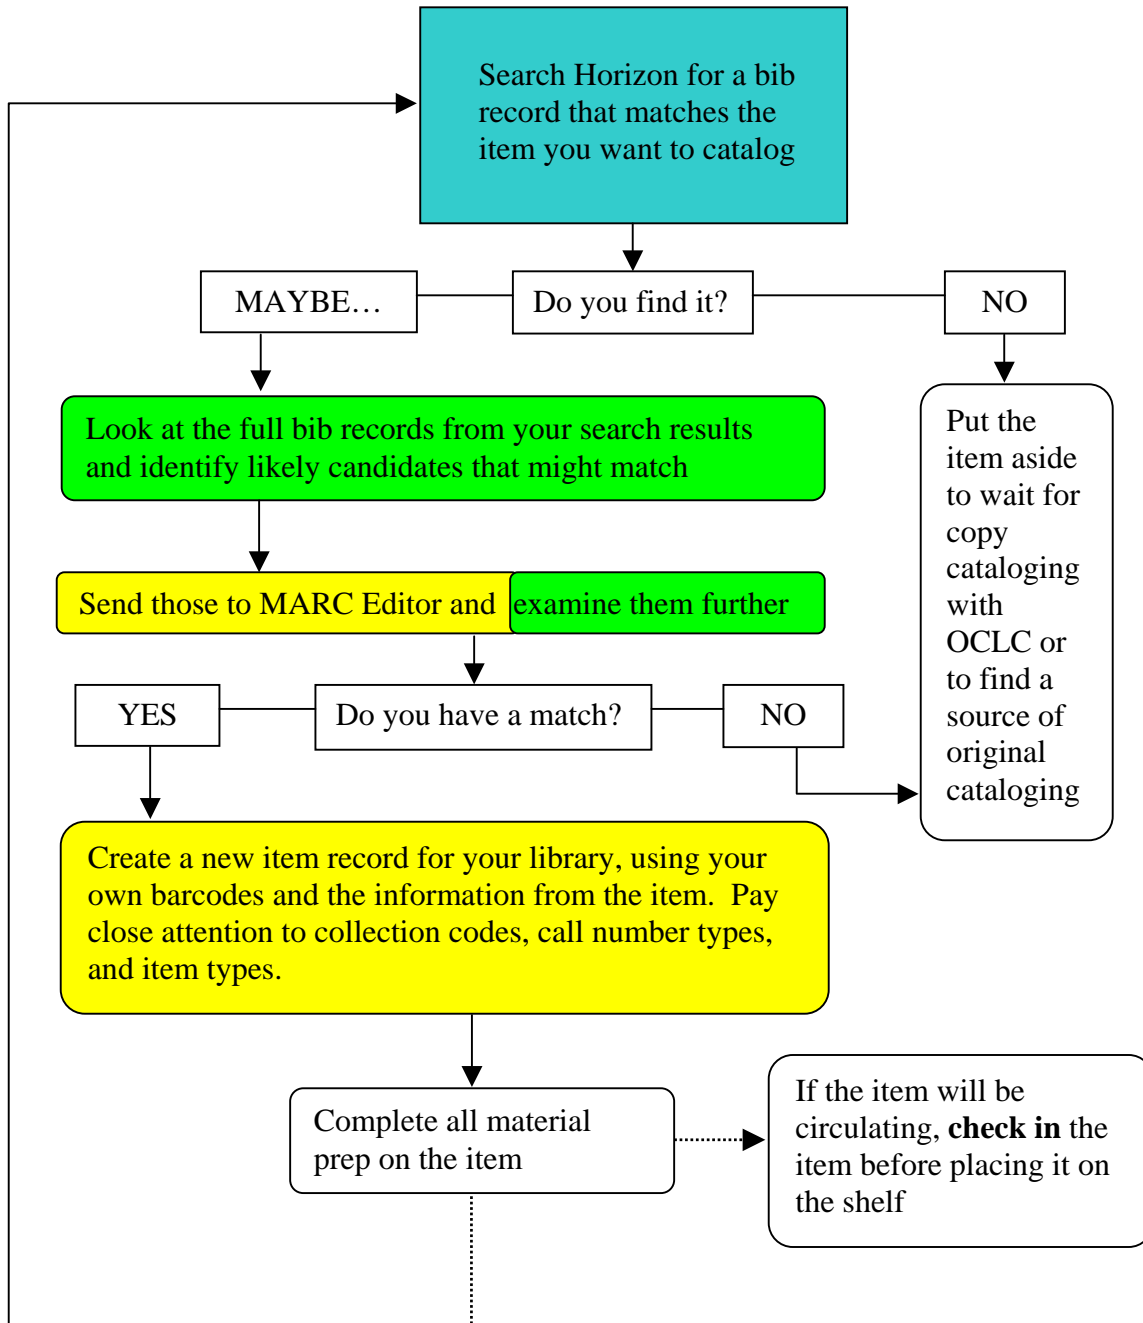 Search Horizon for a bib
record that matches the
item you want to catalog
MAYBE…
Do you find it?
NO
Look at the full bib records from your search results
and identify likely candidates that might match
Put the
item aside
to wait for
copy
cataloging
with
OCLC or
to find a
source of
original
cataloging
Send those to MARC Editor and examine them further
YES
Do you have a match?
NO
Create a new item record for your library, using your
own barcodes and the information from the item.  Pay
close attention to collection codes, call number types,
and item types.
Complete all material
prep on the item
If the item will be
circulating, check in the
item before placing it on
the shelf